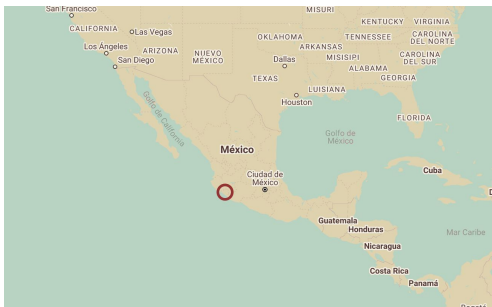 San Francisco
MISURI
CALIFORNIA
Las Vegas
KENTUCKY
VIRGINIA
OKLAHOMA
TENNESSEE
CAROLINA
DEL NORTE
Los Ángeles
ARIZONA
NUEVO
MÉXICO
ARKANSAS
San Diego
Dallas
MISISIPI
CAROLINA
DEL SUR
ALABAMA
TEXAS
GEORGIA
LUISIANA
Houston
Golfo de California
FLORIDA
Golfo de
México
México
Cuba
Ciudad de
México
Guatemala
Honduras
Mar Caribe
Nicaragua
Costa Rica
Panamá